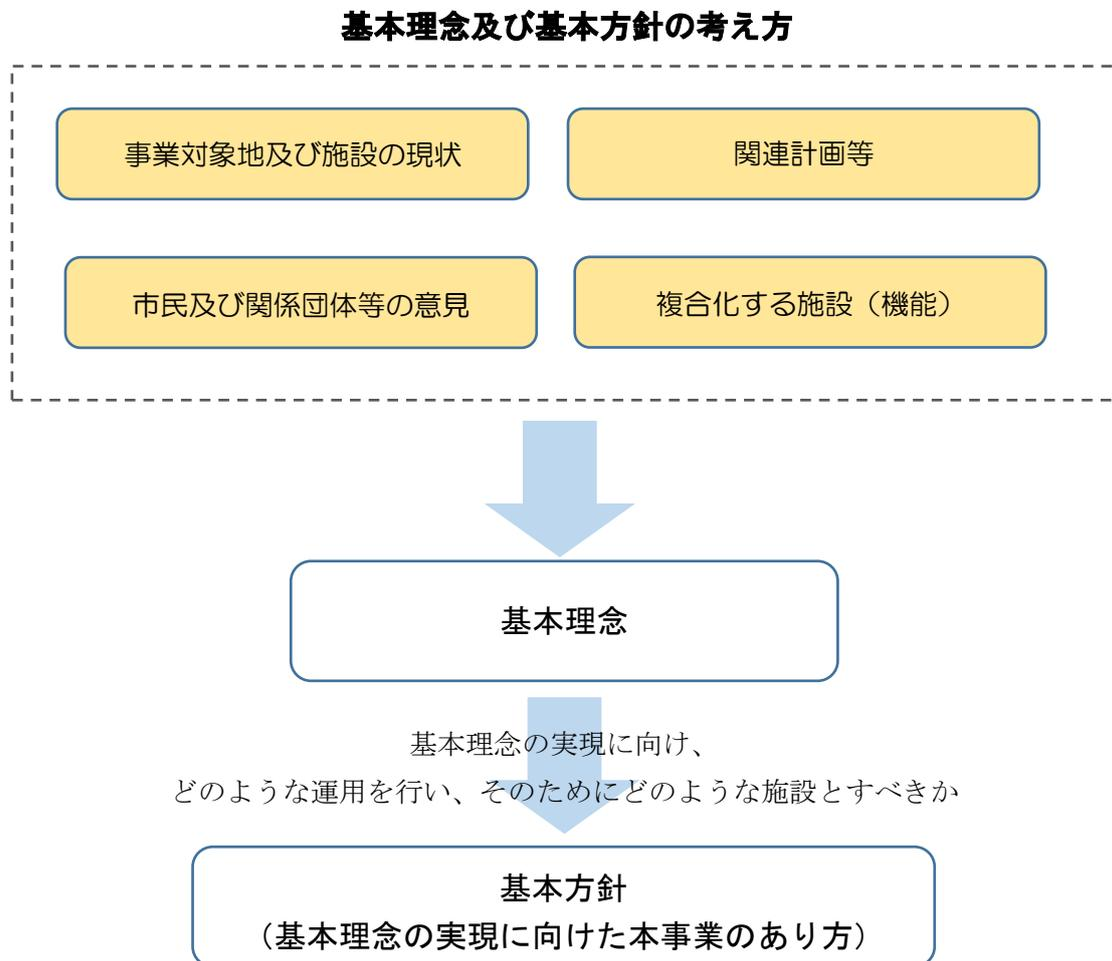 基本理念及び基本方針の考え方
事業対象地及び施設の現状
関連計画等
市民及び関係団体等の意見
複合化する施設（機能）
基本理念
基本理念の実現に向け、
どのような運用を行い、そのためにどのような施設とすべきか
基本方針
（基本理念の実現に向けた本事業のあり方）